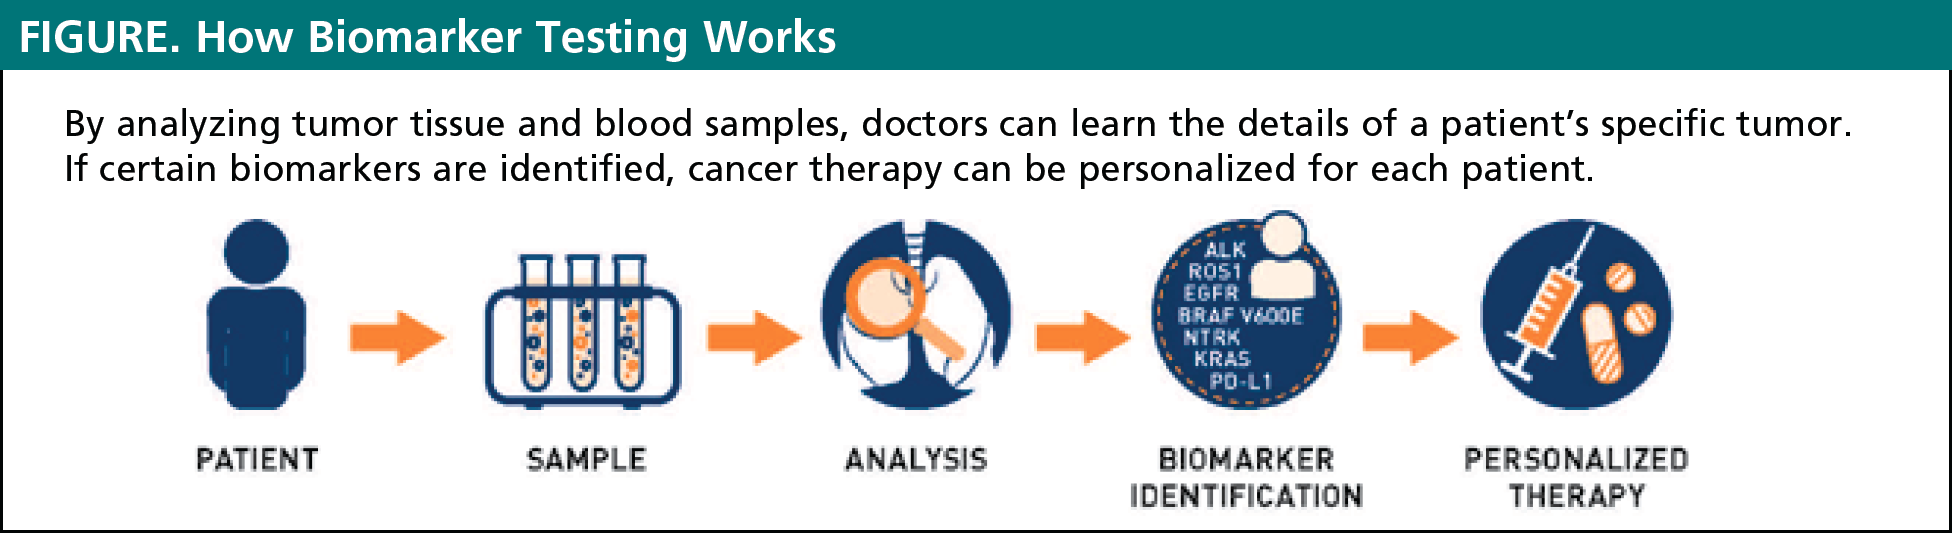 FIGURE. How Biomarker Testing Works
By analyzing tumor tissue and blood samples, doctors can learn the details of a patient’s specific tumor.
If certain biomarkers are identified, cancer therapy can be personalized for each patient.
ALK
ROS1
EGFR
BRAF V600E
NTRK
KRAS
PD-L1
PATIENT
SAMPLE
ANALYSIS
BIOMARKER
IDENTIFICATION
PERSONALIZED
THERAPY